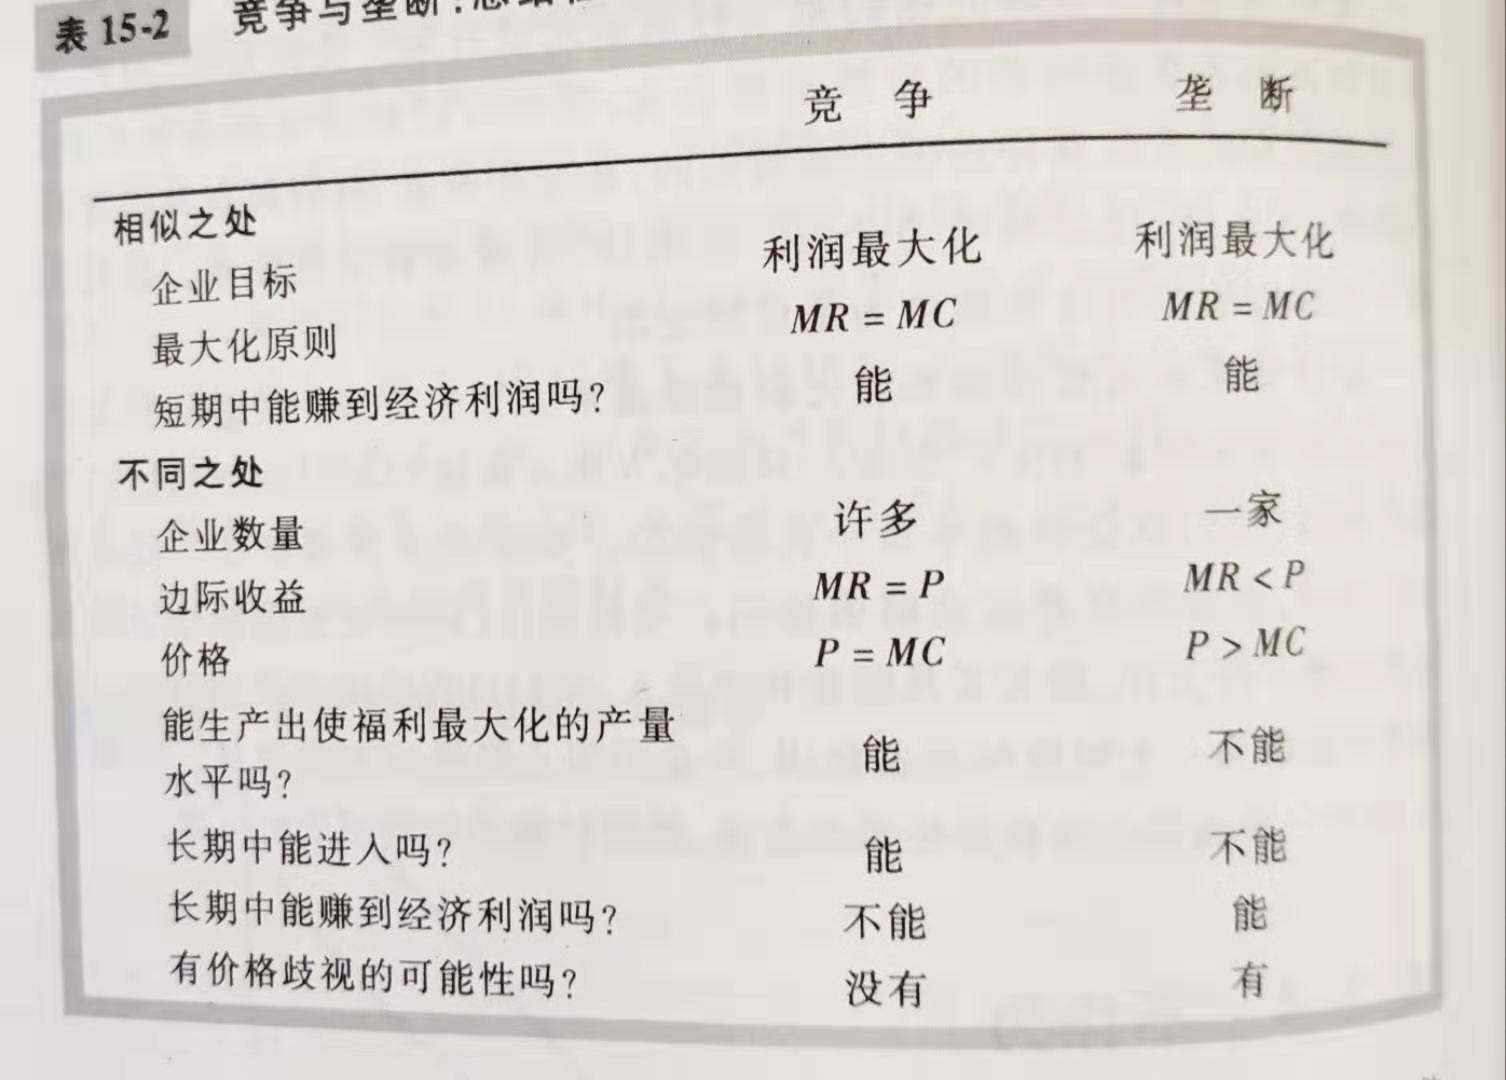 表 15-2 竞争与垄断:总结
竞 争 垄 断
相似之处
企业目标 利润最大化 利润最大化
最大化原则 MR = MC MR = MC
短期中能赚到经济利润吗? 能 能
不同之处
企业数量 许多 一家
边际收益 MR = P MR < P
价格 P = MC P > MC
能生产出使福利最大化的产量
水平吗? 能 不能
长期中能进入吗? 能 不能
长期中能赚到经济利润吗? 不能 能
有价格歧视的可能性吗? 没有 有